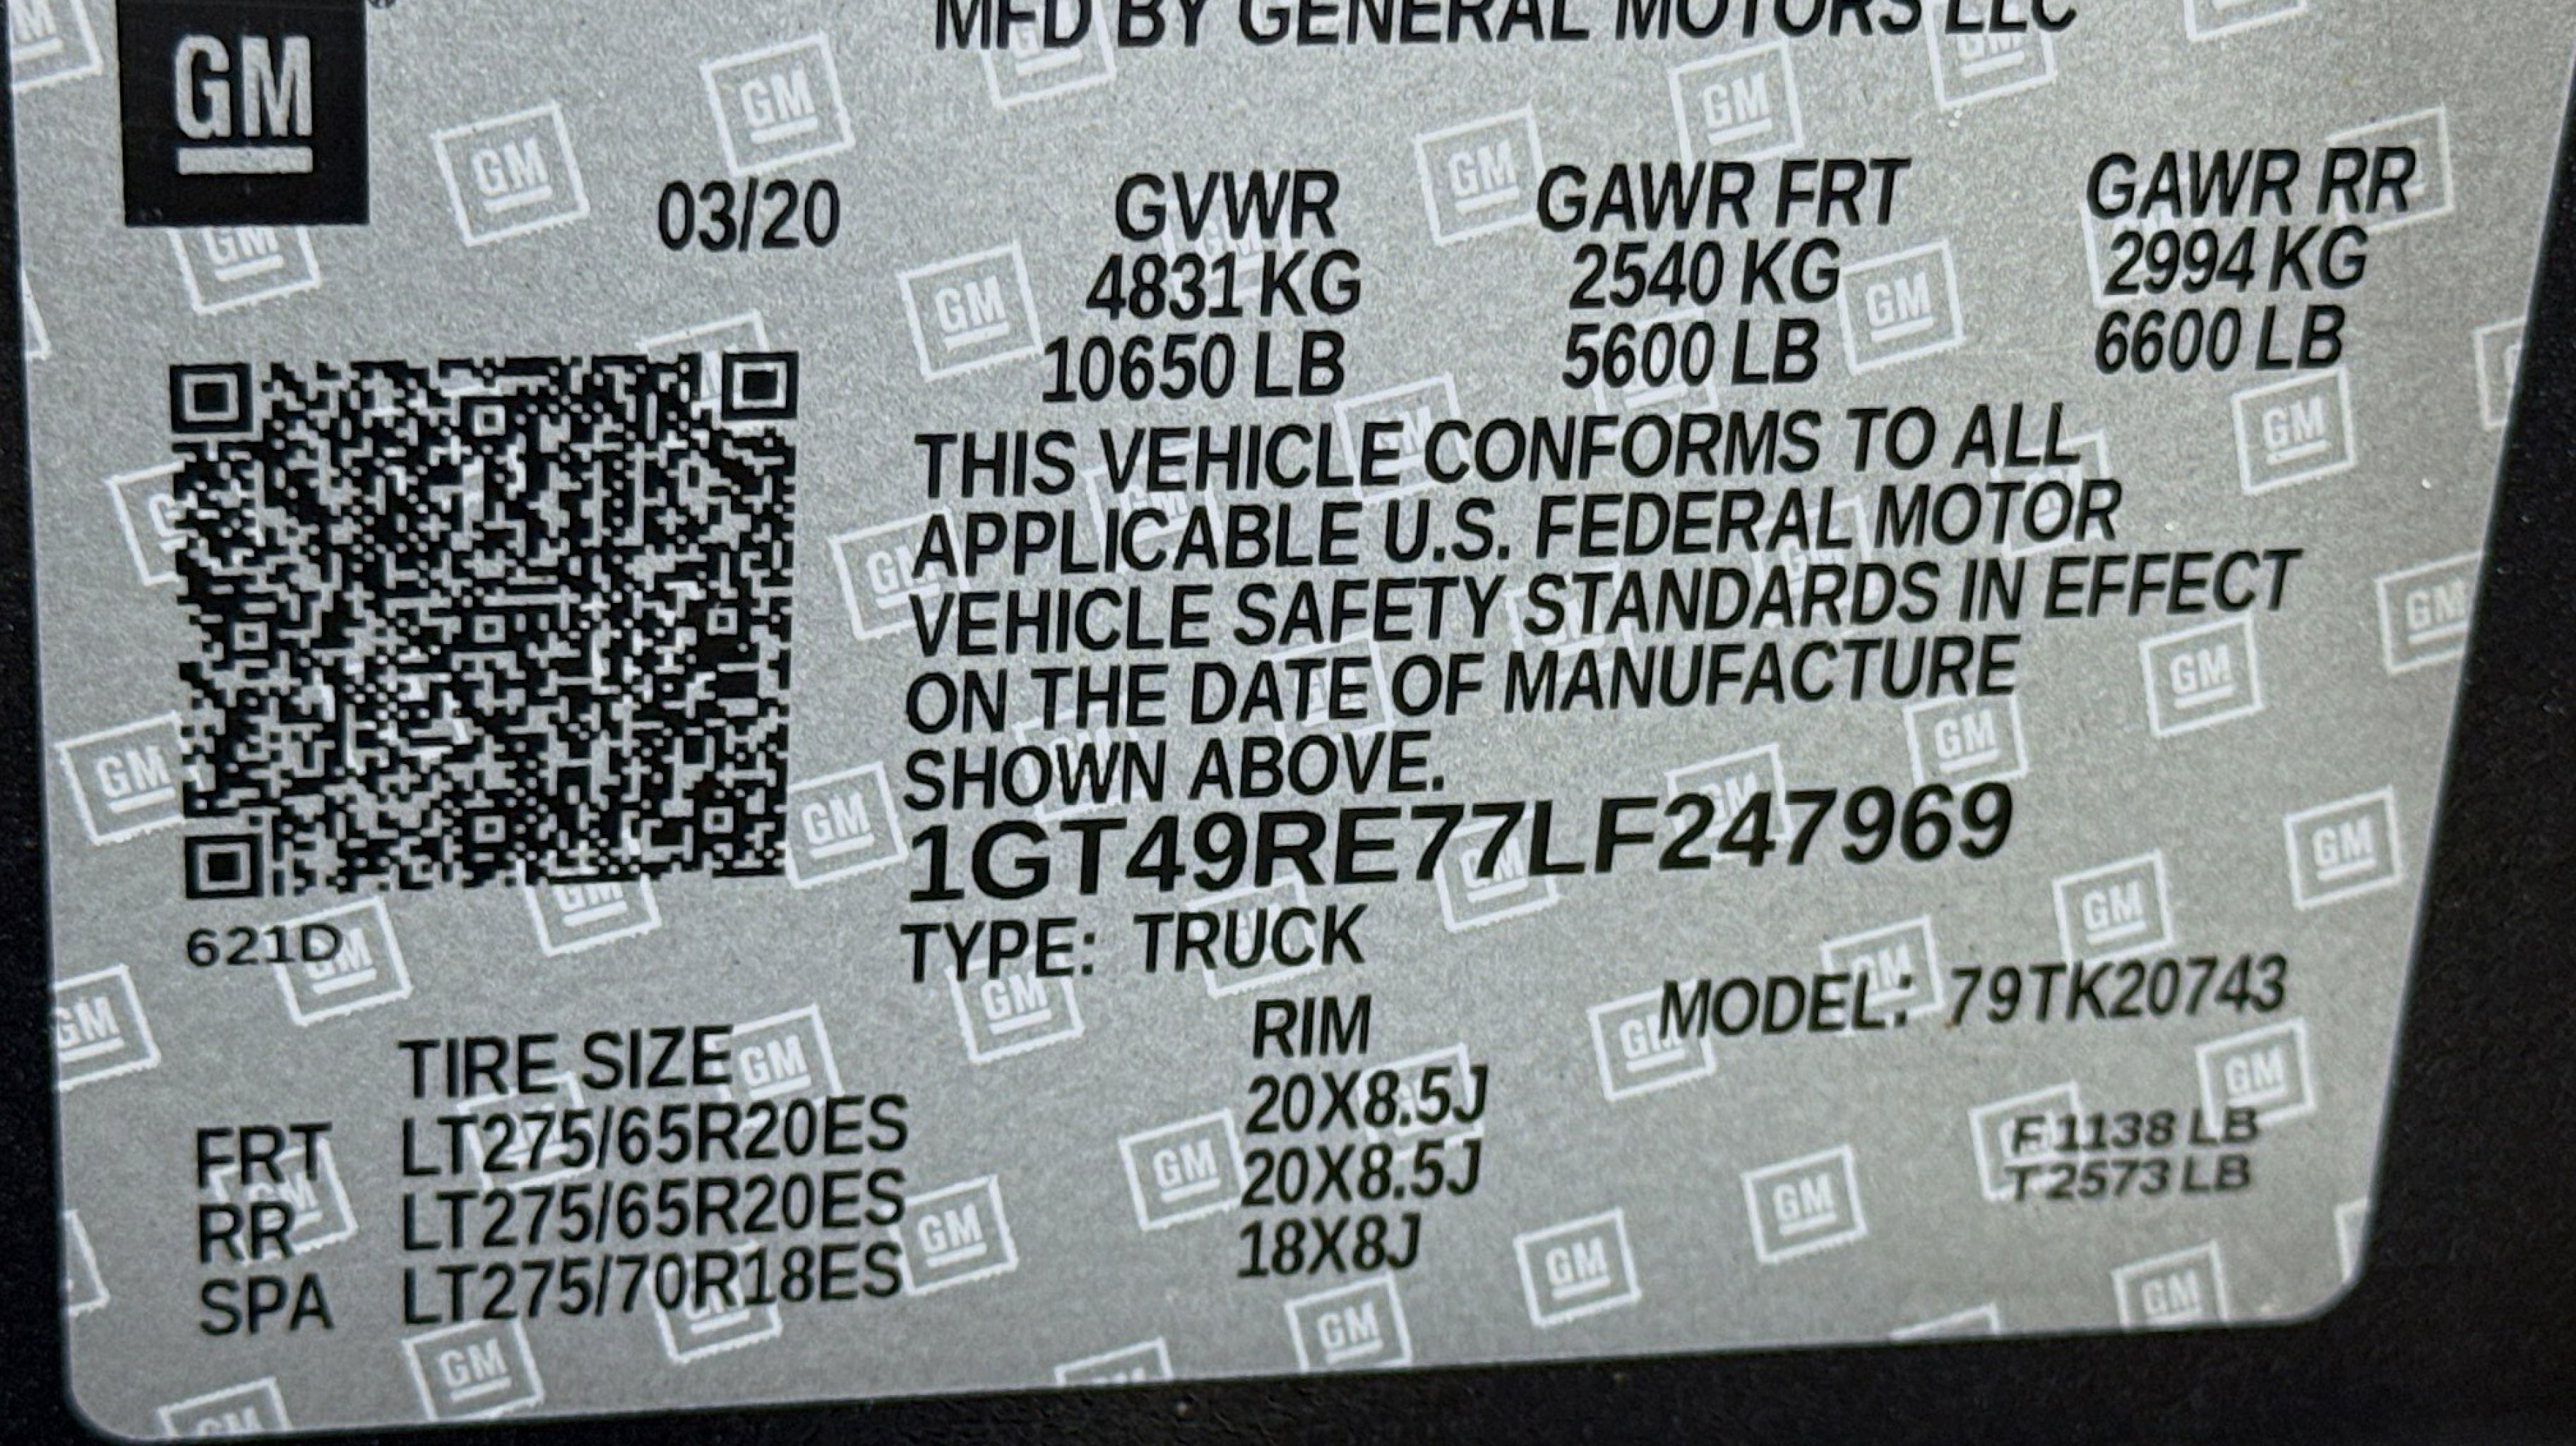 MFD BY GENERAL MOTORS LLC
GM
03/20
GVWR GAWR FRT GAWR RR
4831 KG 2540 KG 2994 KG
10650 LB 5600 LB 6600 LB
THIS VEHICLE CONFORMS TO ALL
APPLICABLE U.S. FEDERAL MOTOR
VEHICLE SAFETY STANDARDS IN EFFECT
ON THE DATE OF MANUFACTURE
SHOWN ABOVE.
1GT49RE77LF247969
621D
TYPE: TRUCK
MODEL: 79TK20743
TIRE SIZE RIM
FRT LT275/65R20ES 20X8.5J
RR LT275/65R20ES 20X8.5J
SPA LT275/70R18ES 18X8J
F 1138 LB
T 2573 LB